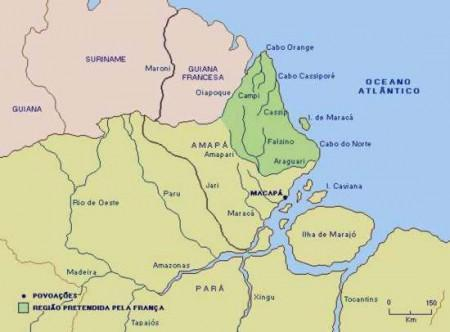 SURINAME
Maroni
GUIANA
FRANCESA
Cabo Orange
GUIANA
Oiapoque
Campi
Cabo Cassiporé
OCEANO
ATLÂNTICO
Cassip
I. de Maracá
AMAPÁ
Amapari
Falsino
Cabo do Norte
Araguari
Rio de Oeste
Paru
Jari
MACAPÁ
I. Caviana
Maracá
Ilha de Marajó
Madeira
Amazonas
PARÁ
POVOAÇÕES
REGIÃO PRETENDIDA PELA FRANÇA
Tapajós
Xingu
Tocantins
0 150
Km